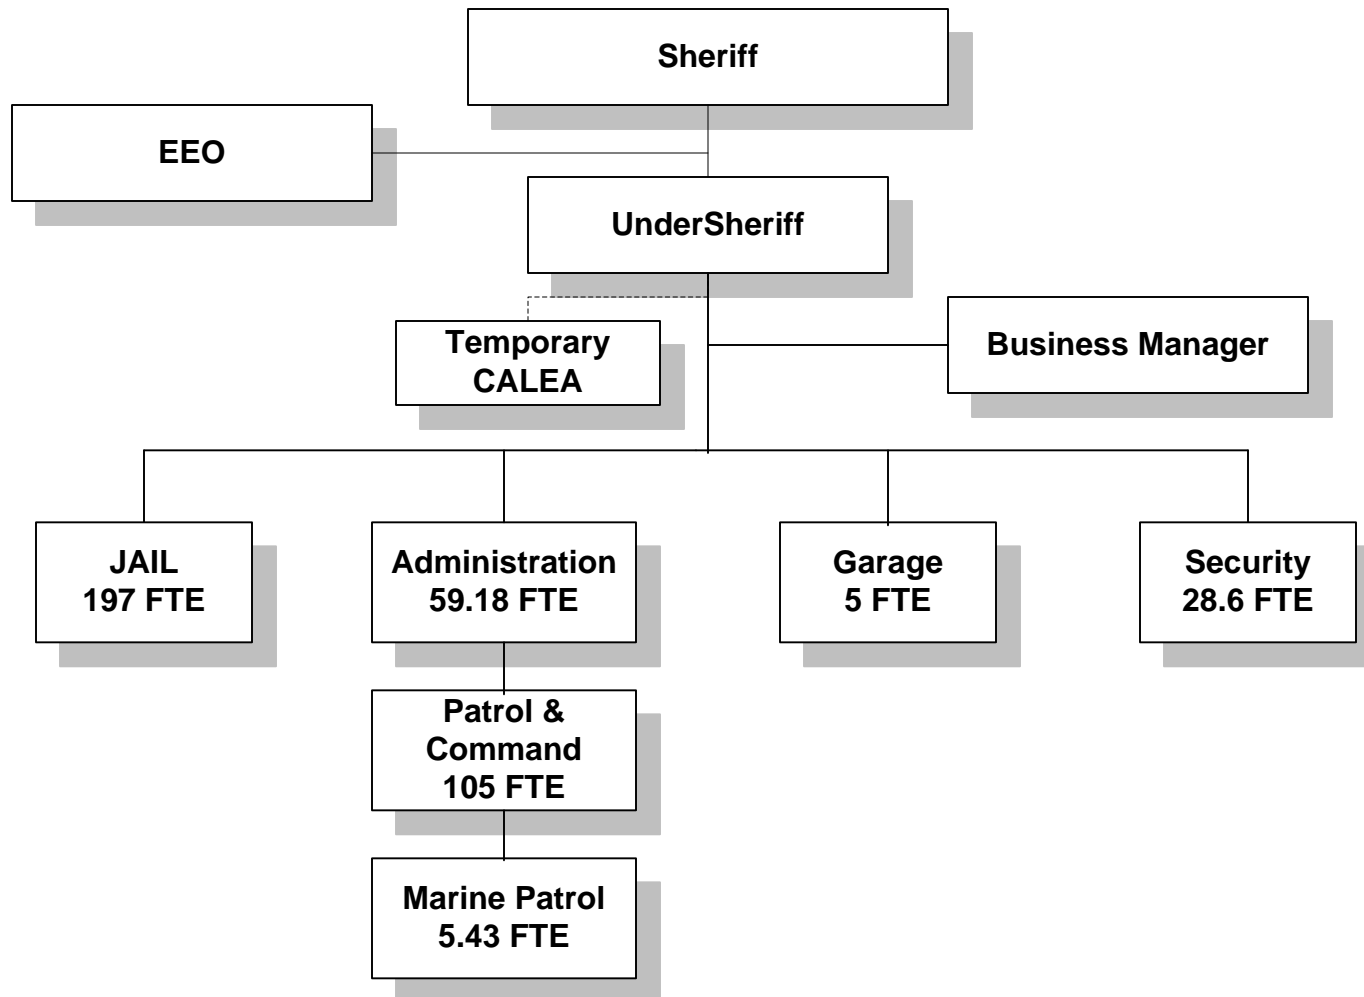 Sheriff
EEO
UnderSheriff
Temporary
CALEA
Business Manager
JAIL
197 FTE
Administration
59.18 FTE
Garage
5 FTE
Security
28.6 FTE
Patrol &
Command
105 FTE
Marine Patrol
5.43 FTE